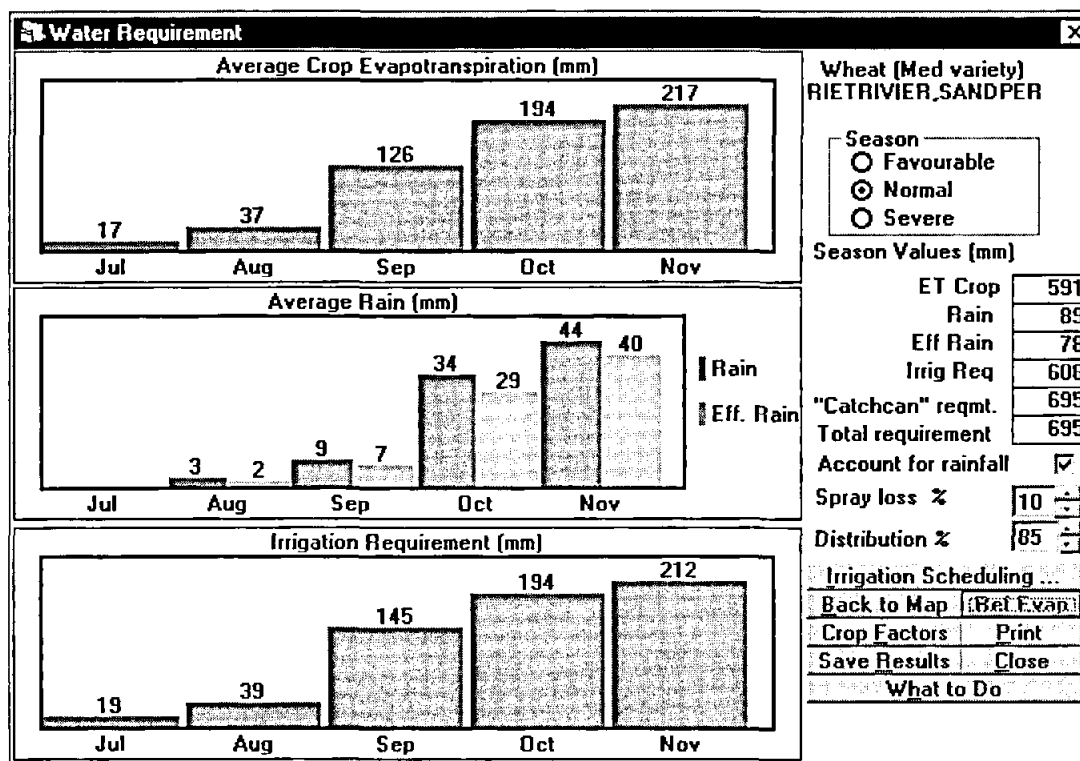 Water Requirement
Average Crop Evapotranspiration (mm)
17 37 126 194 217
Jul Aug Sep Oct Nov
Average Rain (mm)
3 2 9 7 34 29 44 40
Jul Aug Sep Oct Nov
Rain
Eff. Rain
Irrigation Requirement (mm)
19 39 145 194 212
Jul Aug Sep Oct Nov
Wheat (Med variety)
RIETRIVIER,SANDPER
Season
Favourable
Normal
Severe
Season Values (mm)
ET Crop 591
Rain 89
Eff Rain 78
Irrig Req
"Catchcan" reqmt. 695
Total requirement 695
Account for rainfall
Spray loss % 10
Distribution % 85
Irrigation Scheduling ...
Back to Map Ref Evap
Crop Factors Print
Save Results Close
What to Do